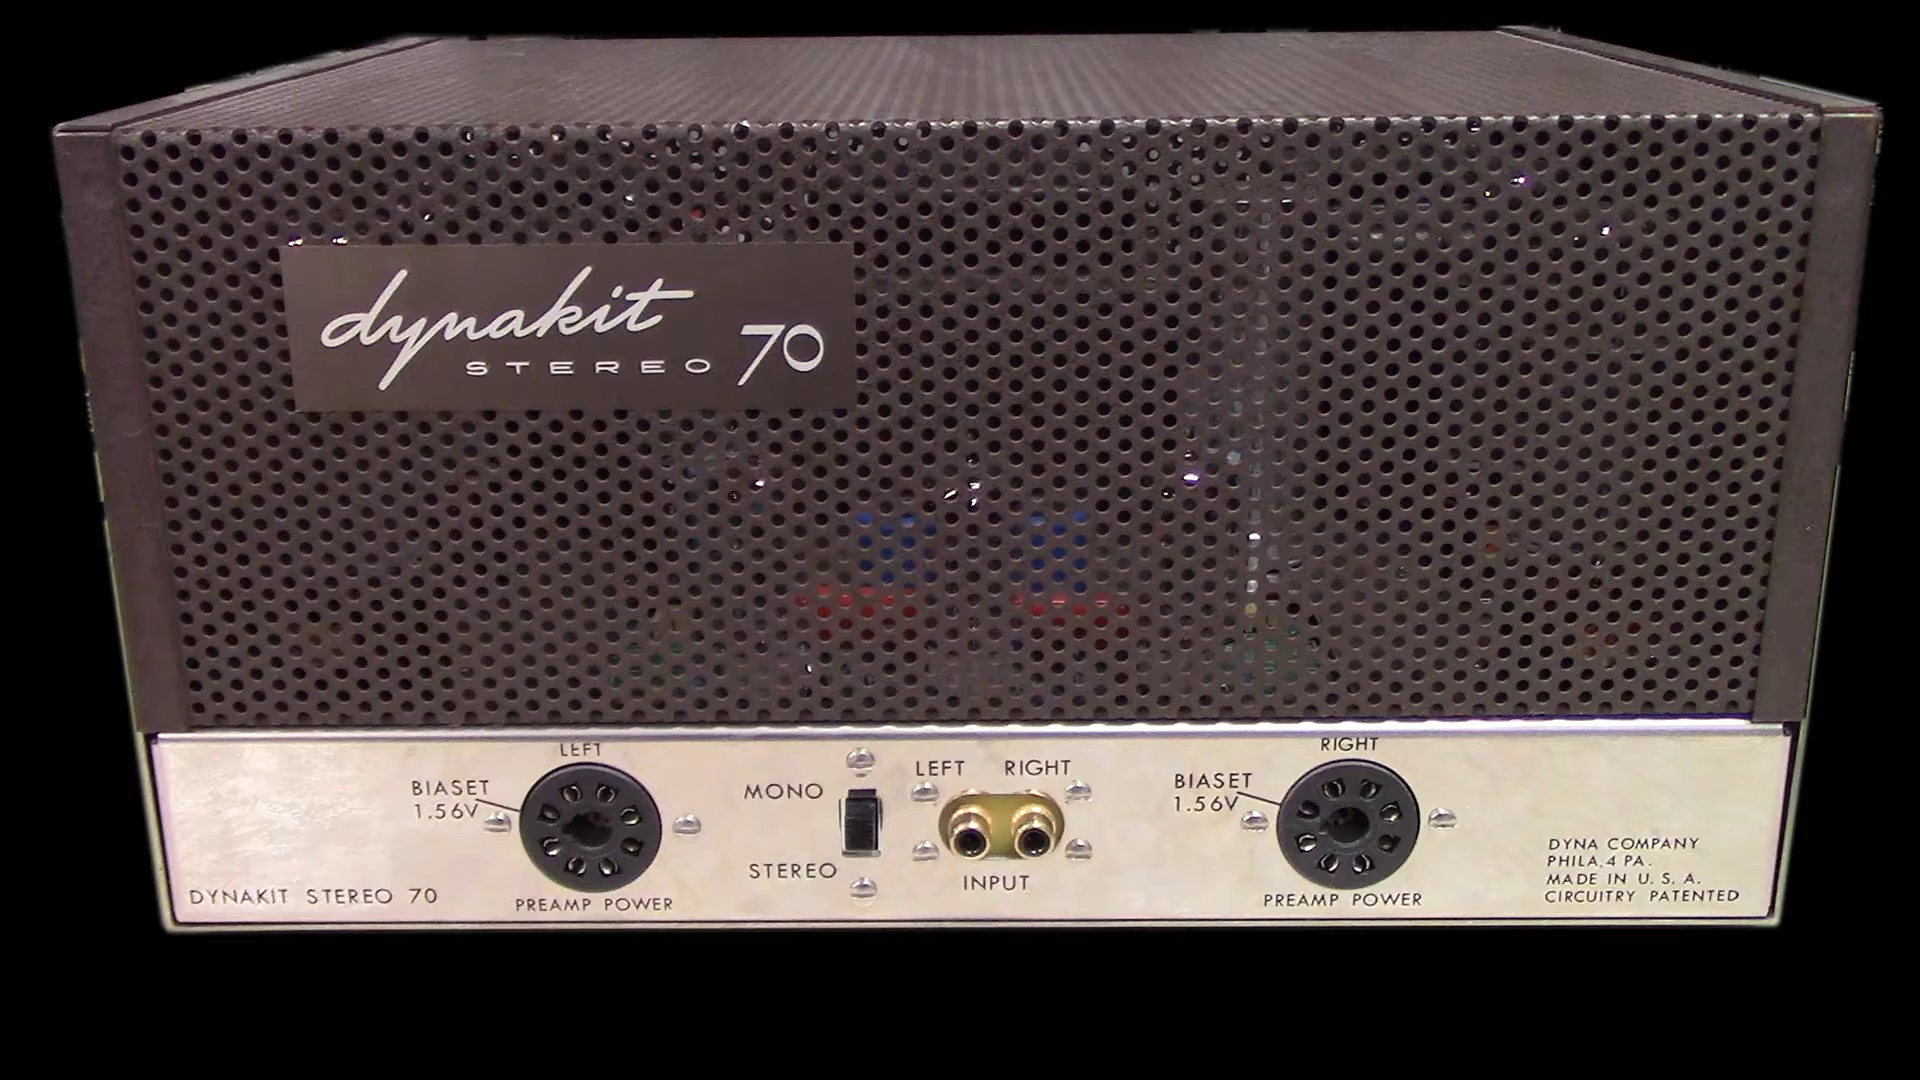 dynakit
STEREO 70
LEFT
BIASET
1.56V
PREAMP POWER
DYNAKIT STEREO 70
MONO
STEREO
LEFT RIGHT
INPUT
RIGHT
BIASET
1.56V
PREAMP POWER
DYNA COMPANY
PHILA. 4 PA.
MADE IN U. S. A.
CIRCUITRY PATENTED